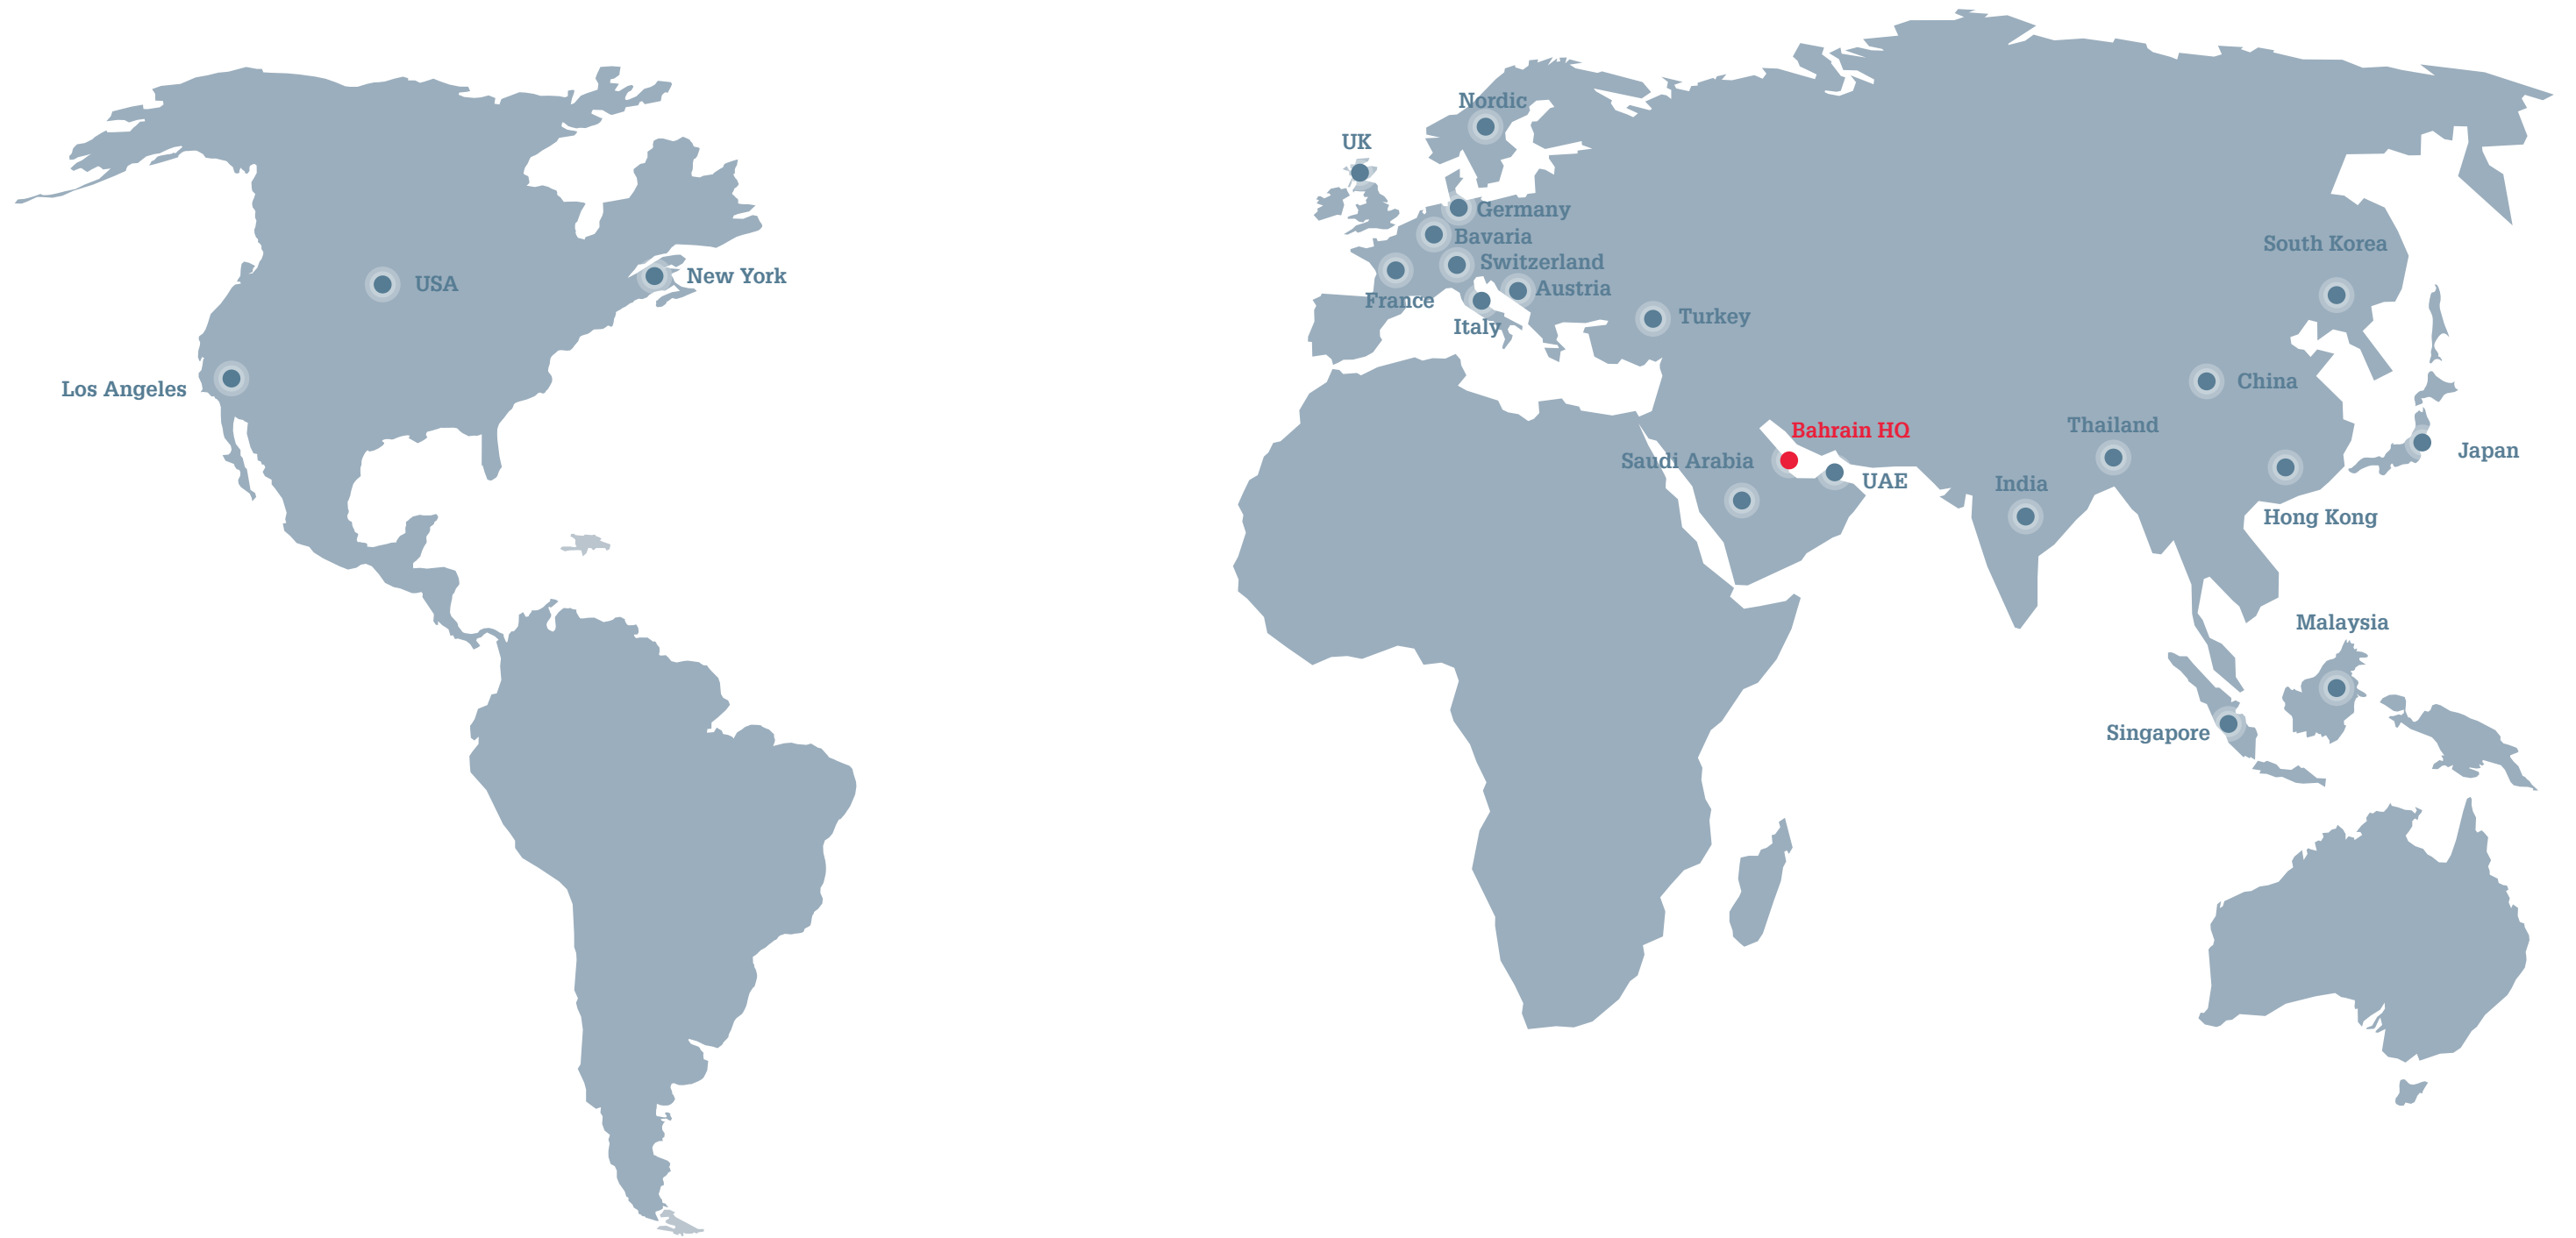 Nordic
UK
Germany
Bavaria
South Korea
Switzerland
New York
USA
Austria
France
Turkey
Italy
China
Los Angeles
Thailand
Bahrain HQ
Japan
Saudi Arabia
UAE
India
Hong Kong
Malaysia
Singapore